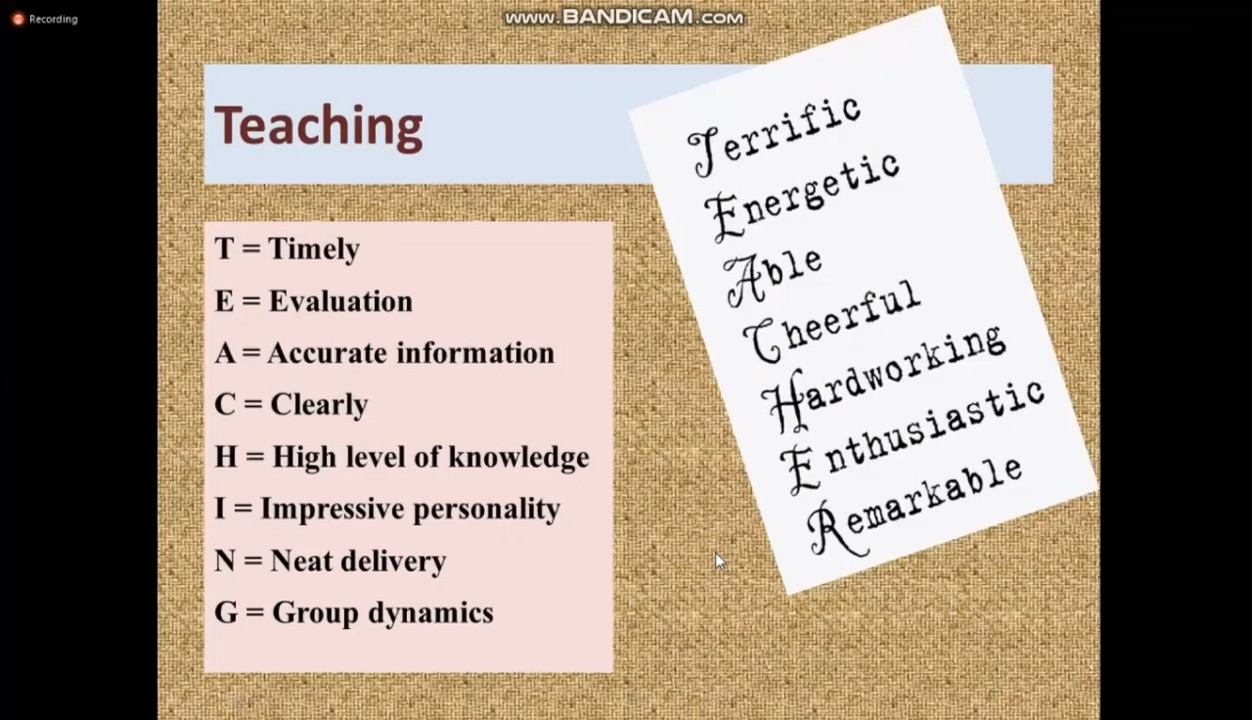 Recording
www.BANDICAM.com
Teaching
T = Timely
E = Evaluation
A = Accurate information
C = Clearly
H = High level of knowledge
I = Impressive personality
N = Neat delivery
G = Group dynamics
Terrific
Energetic
Able
Cheerful
Hardworking
Enthusiastic
Remarkable